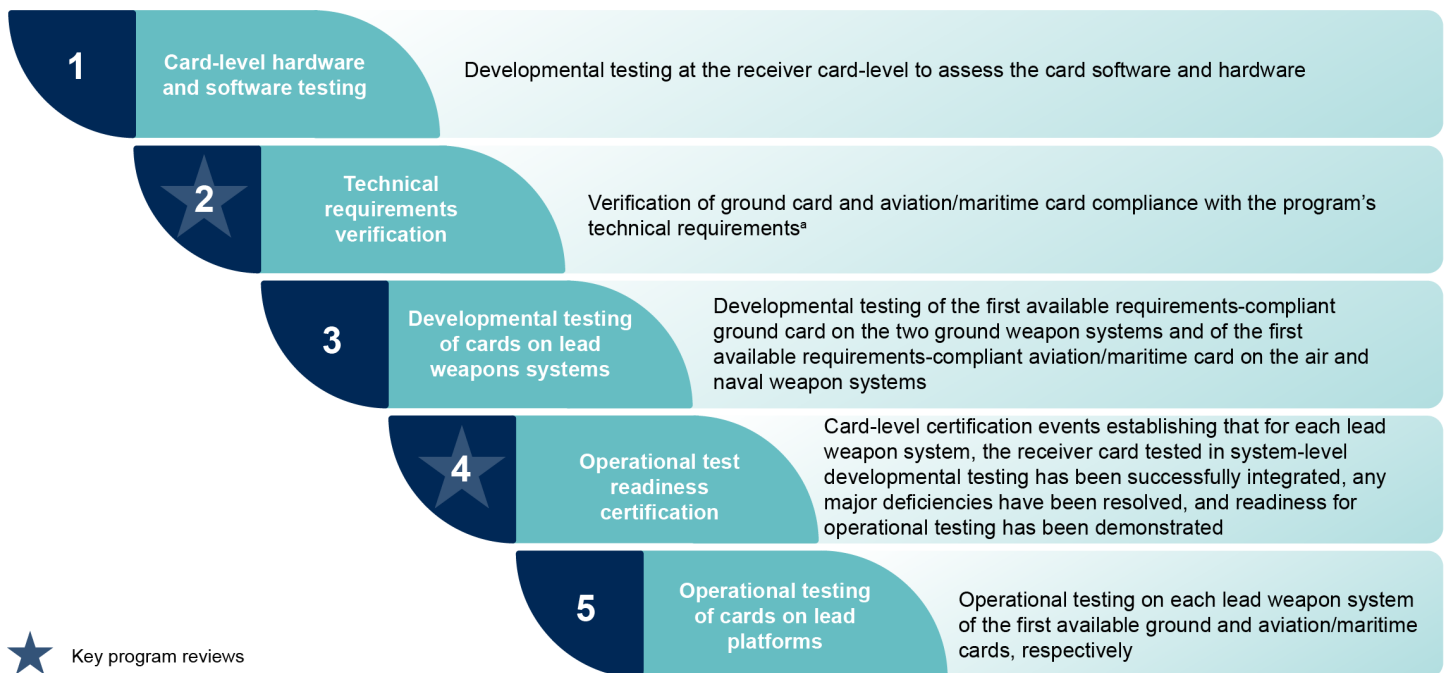 1
Card-level hardware
and software testing
Developmental testing at the receiver card-level to assess the card software and hardware
2
Technical
requirements
verification
Verification of ground card and aviation/maritime card compliance with the program’s
technical requirementsᵃ
3
Developmental testing
of cards on lead
weapons systems
Developmental testing of the first available requirements-compliant
ground card on the two ground weapon systems and of the first
available requirements-compliant aviation/maritime card on the air and
naval weapon systems
4
Operational test
readiness
certification
Card-level certification events establishing that for each lead
weapon system, the receiver card tested in system-level
developmental testing has been successfully integrated, any
major deficiencies have been resolved, and readiness for
operational testing has been demonstrated
5
Operational testing
of cards on lead
platforms
Operational testing on each lead weapon system
of the first available ground and aviation/maritime
cards, respectively
Key program reviews